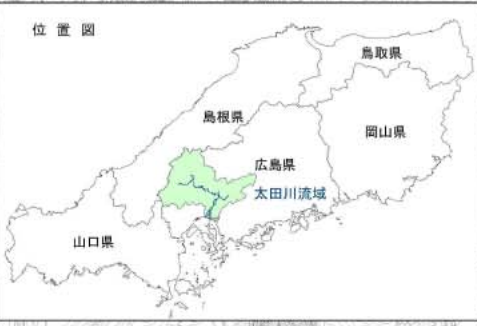 位置図
鳥取県
島根県
岡山県
広島県
太田川流域
山口県